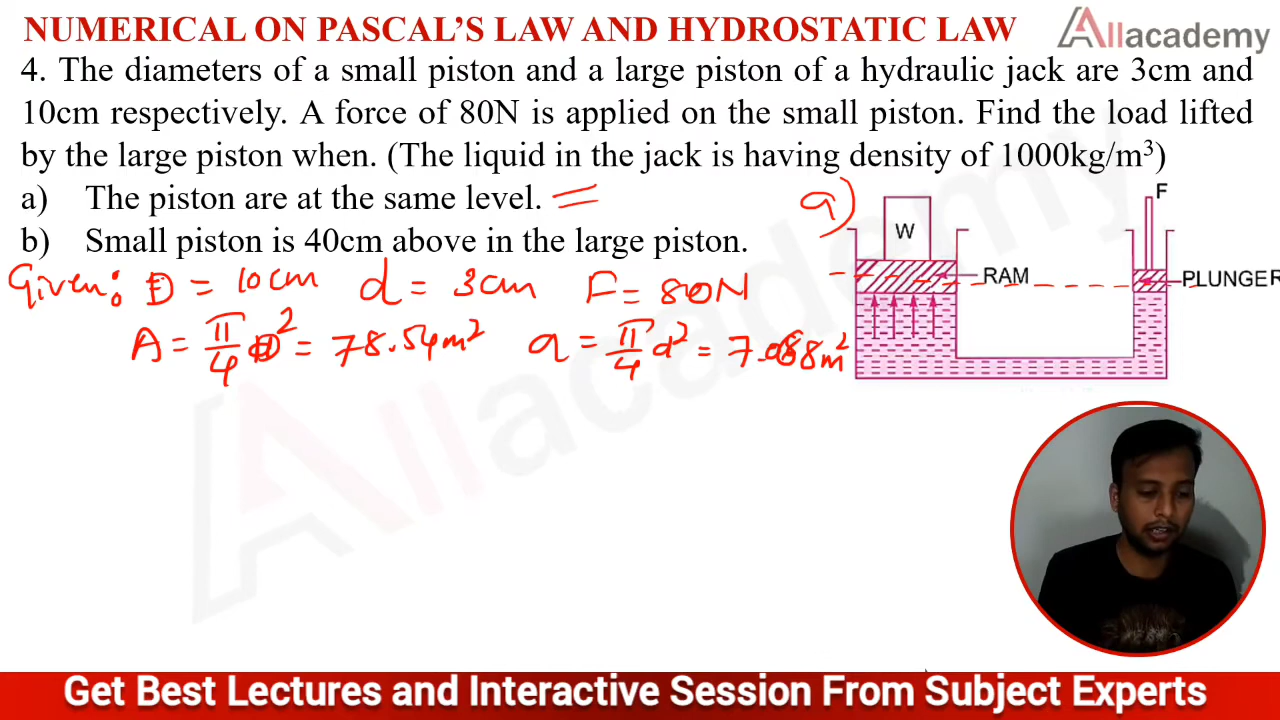 NUMERICAL ON PASCAL'S LAW AND HYDROSTATIC LAW
Allacademy
4. The diameters of a small piston and a large piston of a hydraulic jack are 3cm and
10cm respectively. A force of 80N is applied on the small piston. Find the load lifted
by the large piston when. (The liquid in the jack is having density of 1000kg/m³)
a) The piston are at the same level.
b) Small piston is 40cm above in the large piston.
a)
F
W
RAM
PLUNGER
Given: D = 10cm d = 3cm F = 80N
A = π/4 D² = 78.54m² a = π/4 d² = 7.068m²
Allacademy
Get Best Lectures and Interactive Session From Subject Experts